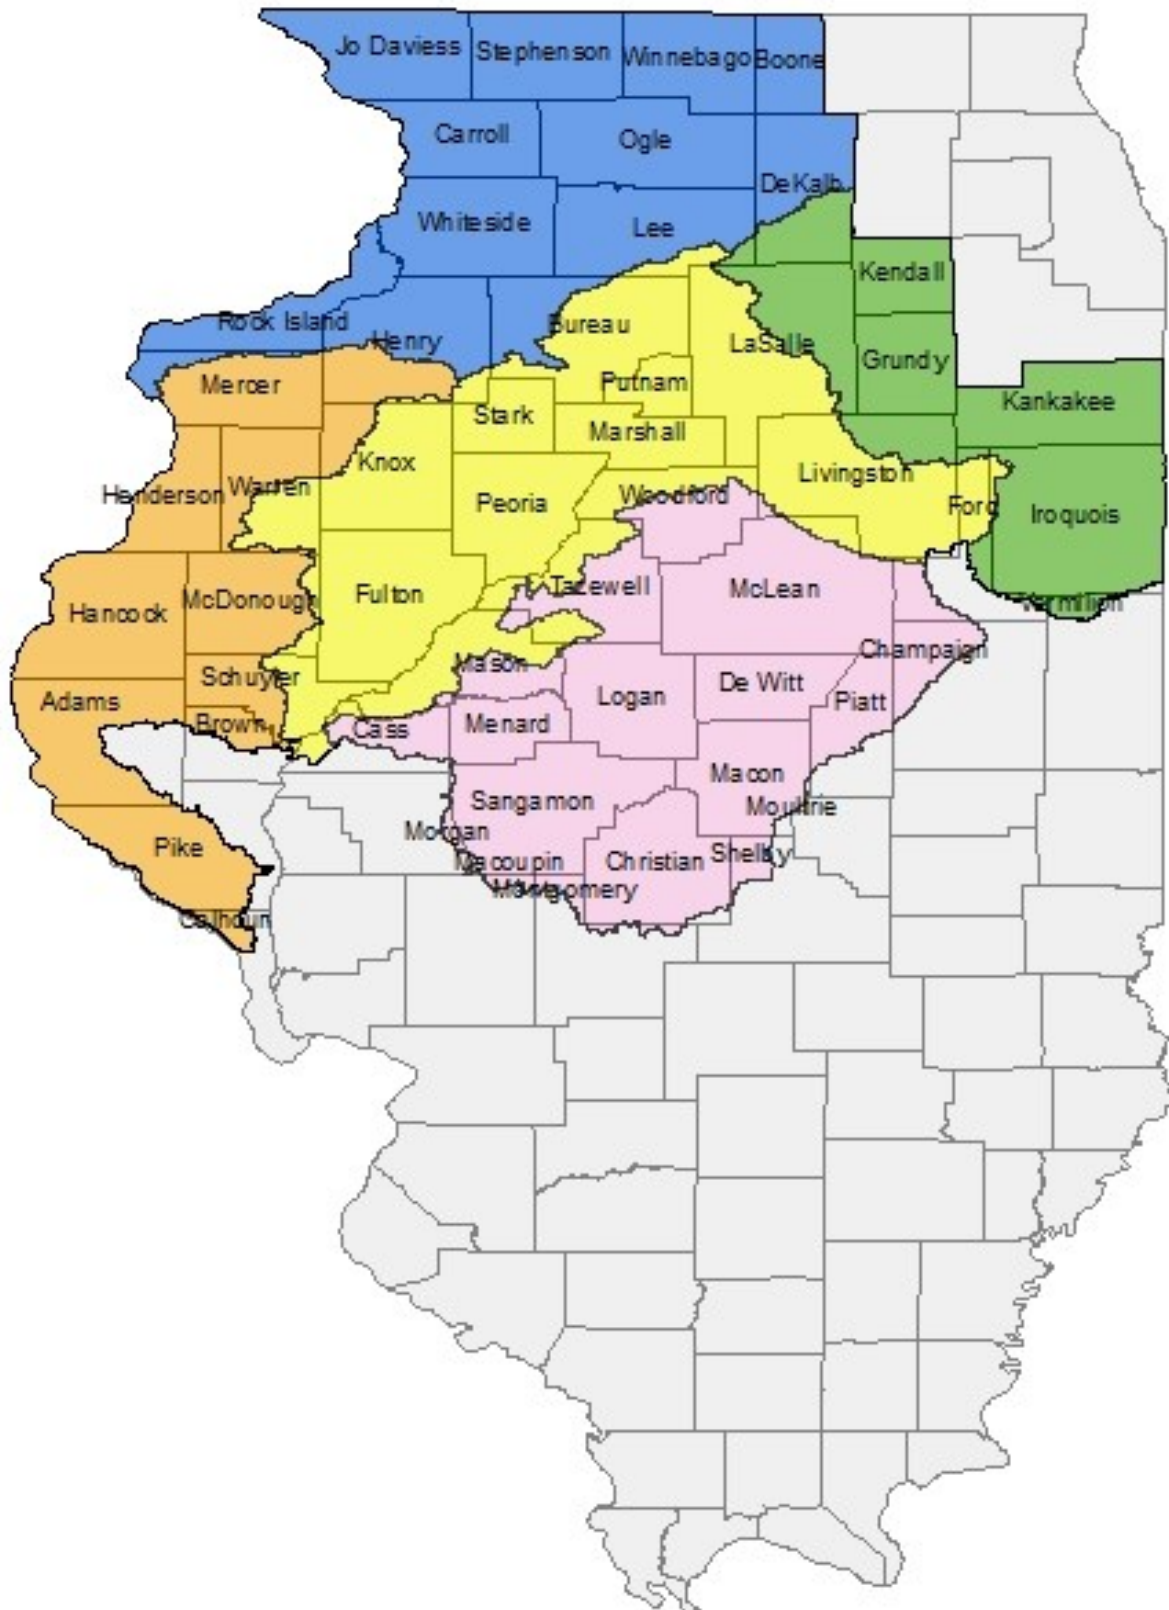 Jo Daviess
Stephenson
Winnebago
Boone
Carroll
Ogle
DeKalb
Whiteside
Lee
Kendall
Rock Island
Henry
Bureau
LaSalle
Grundy
Mercer
Putnam
Kankakee
Stark
Marshall
Knox
Henderson
Warren
Peoria
Woodford
Livingston
Ford
Iroquois
Hancock
McDonough
Fulton
Tazewell
McLean
Vermilion
Schuyler
Mason
Champaign
Adams
Brown
Cass
Menard
Logan
De Witt
Piatt
Sangamon
Macon
Moultrie
Pike
Morgan
Macoupin
Christian
Shelby
Montgomery
Calhoun